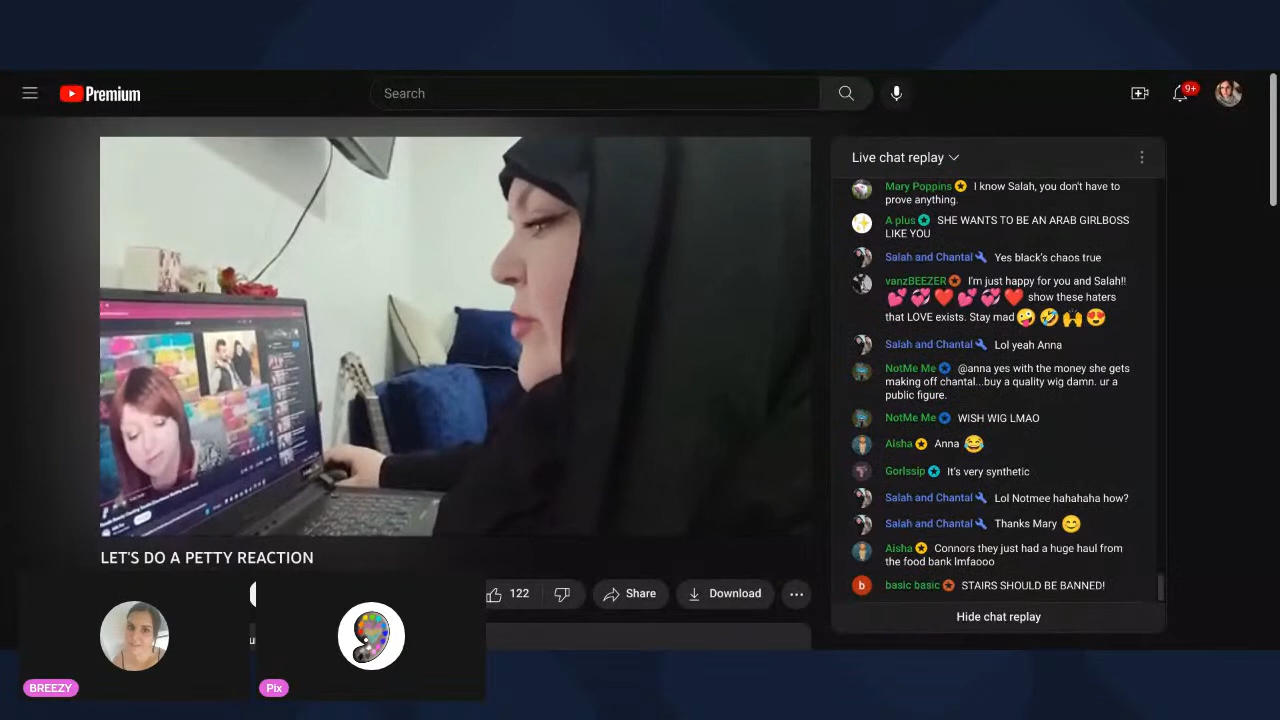 Premium
Search
9+
Live chat replay
Mary Poppins I know Salah, you don't have to
prove anything.
A plus SHE WANTS TO BE AN ARAB GIRLBOSS
LIKE YOU
Salah and Chantal Yes black's chaos true
vanzBEEZER I'm just happy for you and Salah!!
show these haters
that LOVE exists. Stay mad
Salah and Chantal Lol yeah Anna
NotMe Me @anna yes with the money she gets
making off chantal...buy a quality wig damn. ur a
public figure.
NotMe Me WISH WIG LMAO
Aisha Anna
Gorlssip It's very synthetic
Salah and Chantal Lol Notmee hahahaha how?
Salah and Chantal Thanks Mary
Aisha Connors they just had a huge haul from
the food bank lmfaooo
b basic basic STAIRS SHOULD BE BANNED!
Hide chat replay
LET'S DO A PETTY REACTION
122
Share
Download
BREEZY
Pix